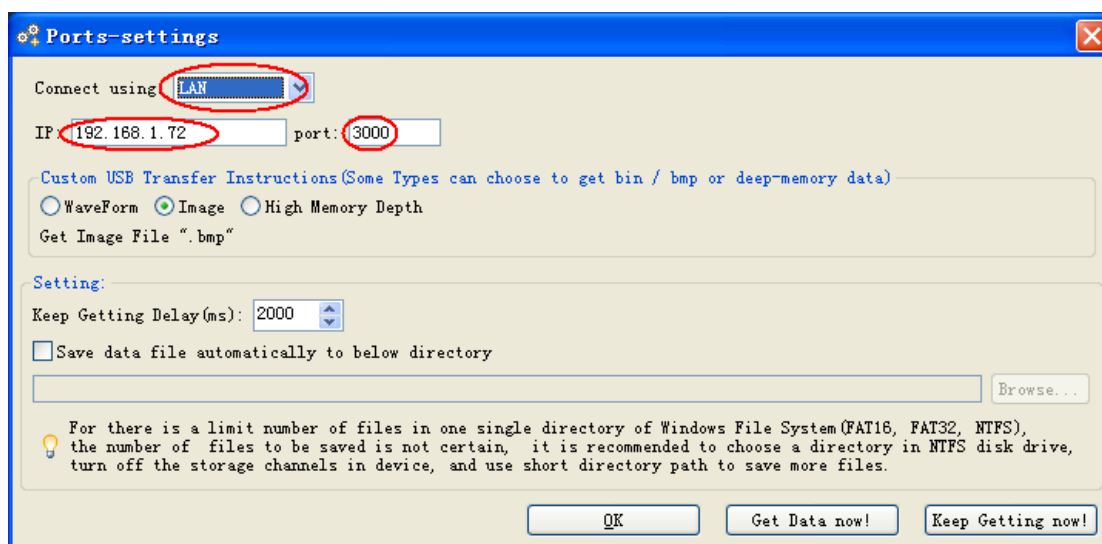 Ports-settings
Connect using: LAN
IP: 192.168.1.72 port: 3000
Custom USB Transfer Instructions(Some Types can choose to get bin / bmp or deep-memory data)
WaveForm Image High Memory Depth
Get Image File ".bmp"
Setting:
Keep Getting Delay(ms): 2000
Save data file automatically to below directory
Browse...
For there is a limit number of files in one single directory of Windows File System(FAT16, FAT32, NTFS),
the number of files to be saved is not certain, it is recommended to choose a directory in NTFS disk drive,
turn off the storage channels in device, and use short directory path to save more files.
OK Get Data now! Keep Getting now!